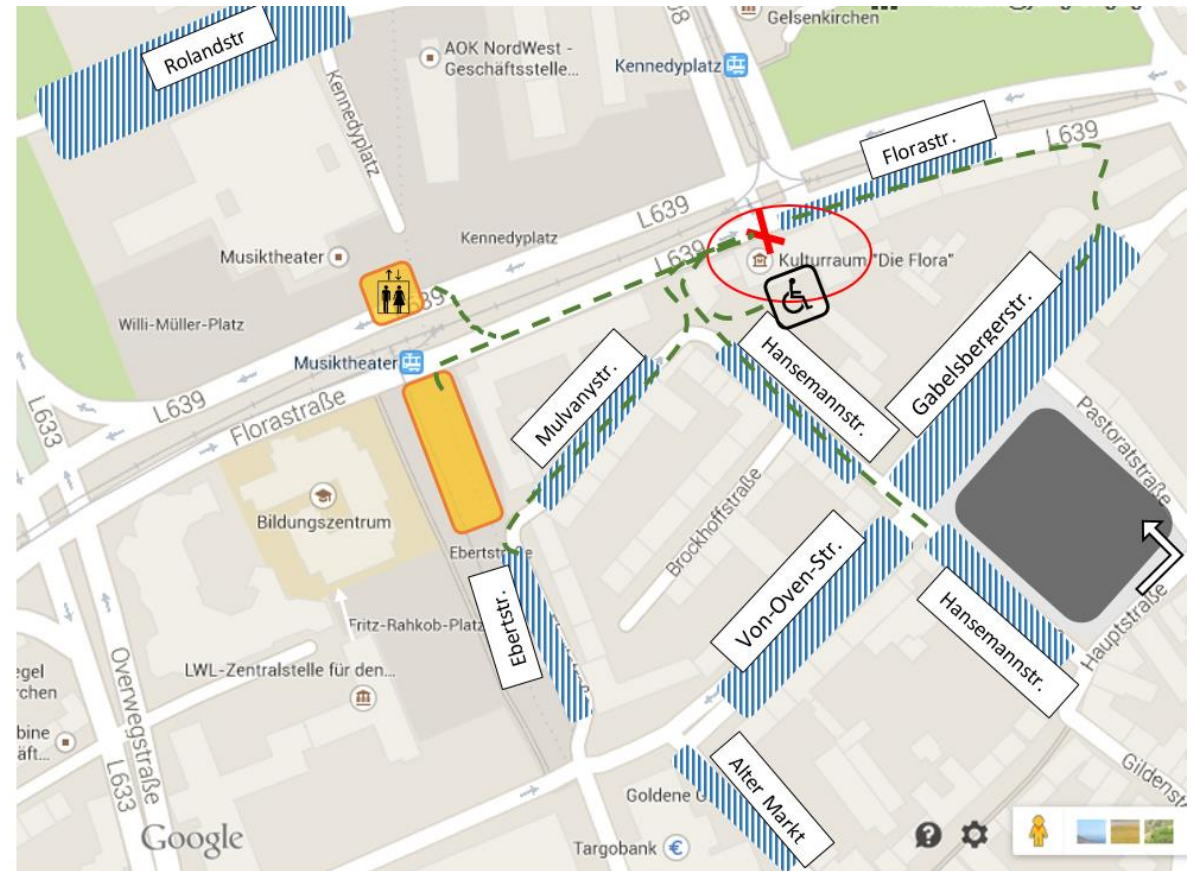 Rolandstr
AOK NordWest -
Geschäftsstelle...
Gelsenkirchen
Kennedyplatz
Kennedyplatz
Florastr.
L639
L639
Musiktheater
Kennedyplatz
L639
Kulturraum "Die Flora"
L639
Willi-Müller-Platz
Musiktheater
L639
Florastraße
L633
Mulvanystr.
Hansemannstr.
Gabelsbergerstr.
Pastoratstraße
Bildungszentrum
Brockhoffstraße
Ebertstr.
Von-Oven-Str.
Hansemannstr.
Hauptstraße
Fritz-Rahkob-Platz
LWL-Zentralstelle für den...
Overwegstraße
L633
Alter Markt
Goldene
Targobank €
Google